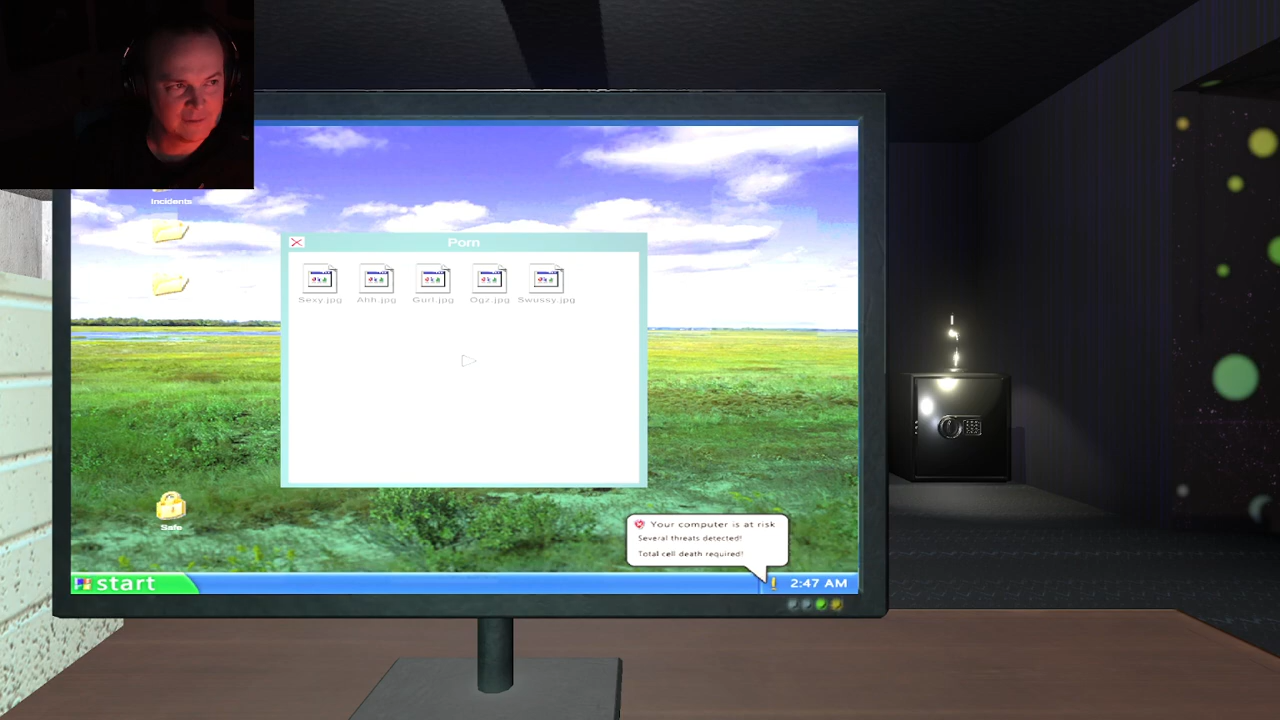 Incidents
Porn
Sexy.jpg Ahh.jpg Gurl.jpg Ogz.jpg Swussy.jpg
Safe
Your computer is at risk
Several threats detected!
Total cell death required!
start
2:47 AM